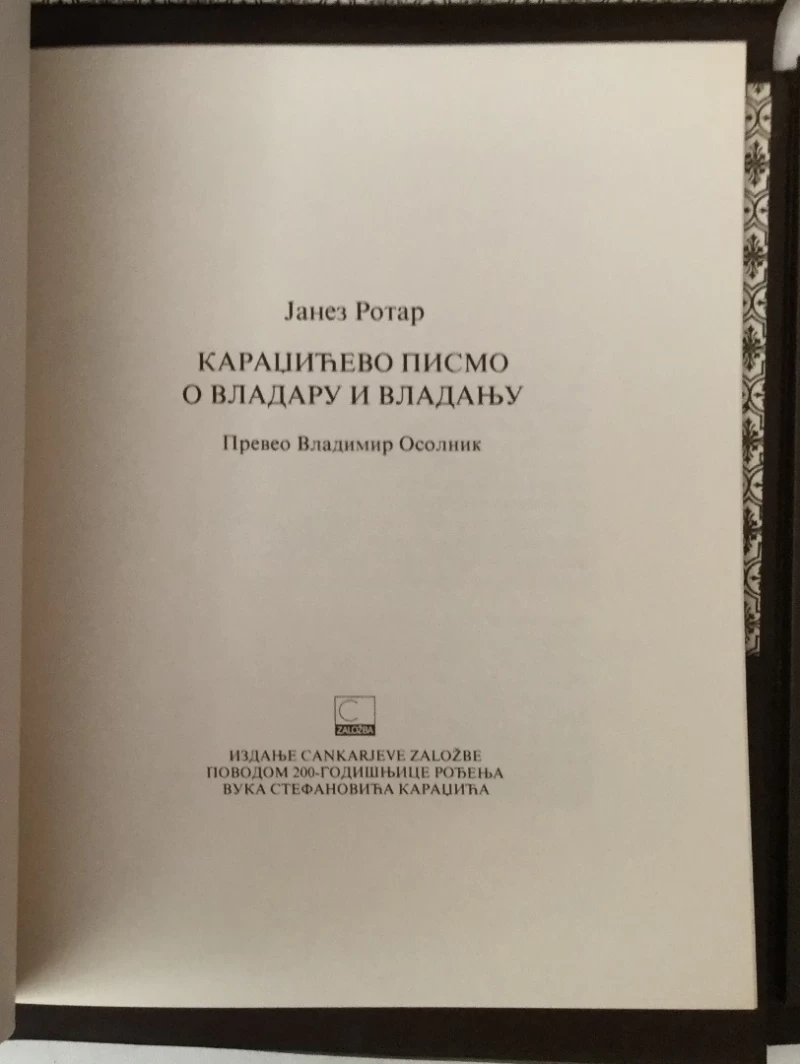 Јанез Ротар
КАРАЏИЋЕВО ПИСМО
О ВЛАДАРУ И ВЛАДАЊУ
Превео Владимир Осолник
C
ZALOŽBA
ИЗДАЊЕ CANKARJEVE ZALOŽBE
ПОВОДОМ 200-ГОДИШЊИЦЕ РОЂЕЊА
ВУКА СТЕФАНОВИЋА КАРАЏИЋА